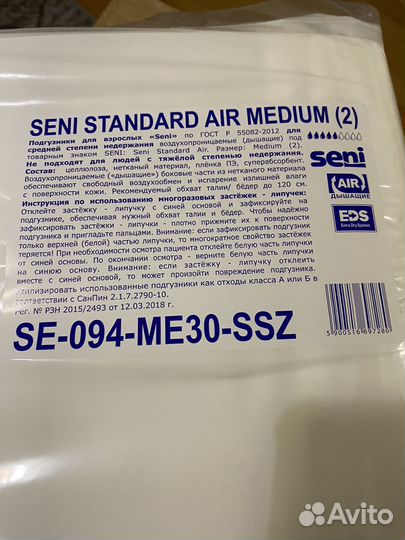 SENI STANDARD AIR MEDIUM (2)
Подгузники для взрослых «Seni» по ГОСТ Р 55082-2012 для
средней степени недержания воздухопроницаемые (дышащие) под
товарным знаком SENI: Seni Standard Air. Размер: Medium (2).
Не подходят для людей с тяжёлой степенью недержания.
Состав: целлюлоза, нетканый материал, плёнка ПЭ, суперабсорбент.
Воздухопроницаемые («дышащие») боковые части из нетканого материала
обеспечивают свободный воздухообмен и испарение излишней влаги
с поверхности кожи. Рекомендуемый обхват талии/ бёдер до 120 см.
Инструкция по использованию многоразовых застёжек - липучек:
Отклейте застёжку - липучку с синей основой и зафиксируйте на
подгузнике, обеспечивая нужный обхват талии и бёдер. Чтобы надёжно
зафиксировать застёжки - липучки - плотно прижмите их к поверхности
подгузника и пригладьте пальцами. Внимание: если зафиксировать подгузник
только верхней (белой) частью липучки, то многократное свойство застёжек
теряется! При необходимости осмотра пациента отклейте белую часть липучки
от синей основы. По окончании осмотра - верните белую часть липучки
на синюю основу. Внимание: если застёжку - липучку отклеить
вместе с синей основой, то может произойти повреждение подгузника.
Утилизировать использованные подгузники как отходы класса А или Б в
соответствии с СанПин 2.1.7.2790-10.
Рег. № РЗН 2015/2493 от 12.03.2018 г.
seni
(AIR)
ДЫШАЩИЕ
EDS
Extra Dry System
SE-094-ME30-SSZ
5900516697280
Avito